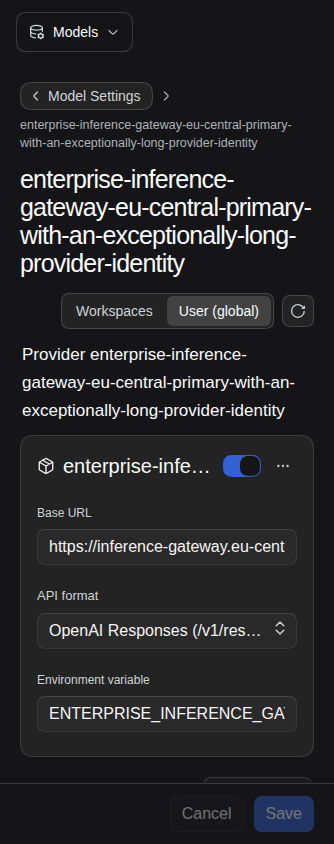 Models
Model Settings
enterprise-inference-gateway-eu-central-primary-
with-an-exceptionally-long-provider-identity
enterprise-inference-
gateway-eu-central-primary-
with-an-exceptionally-long-
provider-identity
Workspaces User (global)
Provider enterprise-inference-
gateway-eu-central-primary-with-an-
exceptionally-long-provider-identity
enterprise-infe...
Base URL
https://inference-gateway.eu-cent
API format
OpenAI Responses (/v1/res...
Environment variable
ENTERPRISE_INFERENCE_GA
Cancel Save